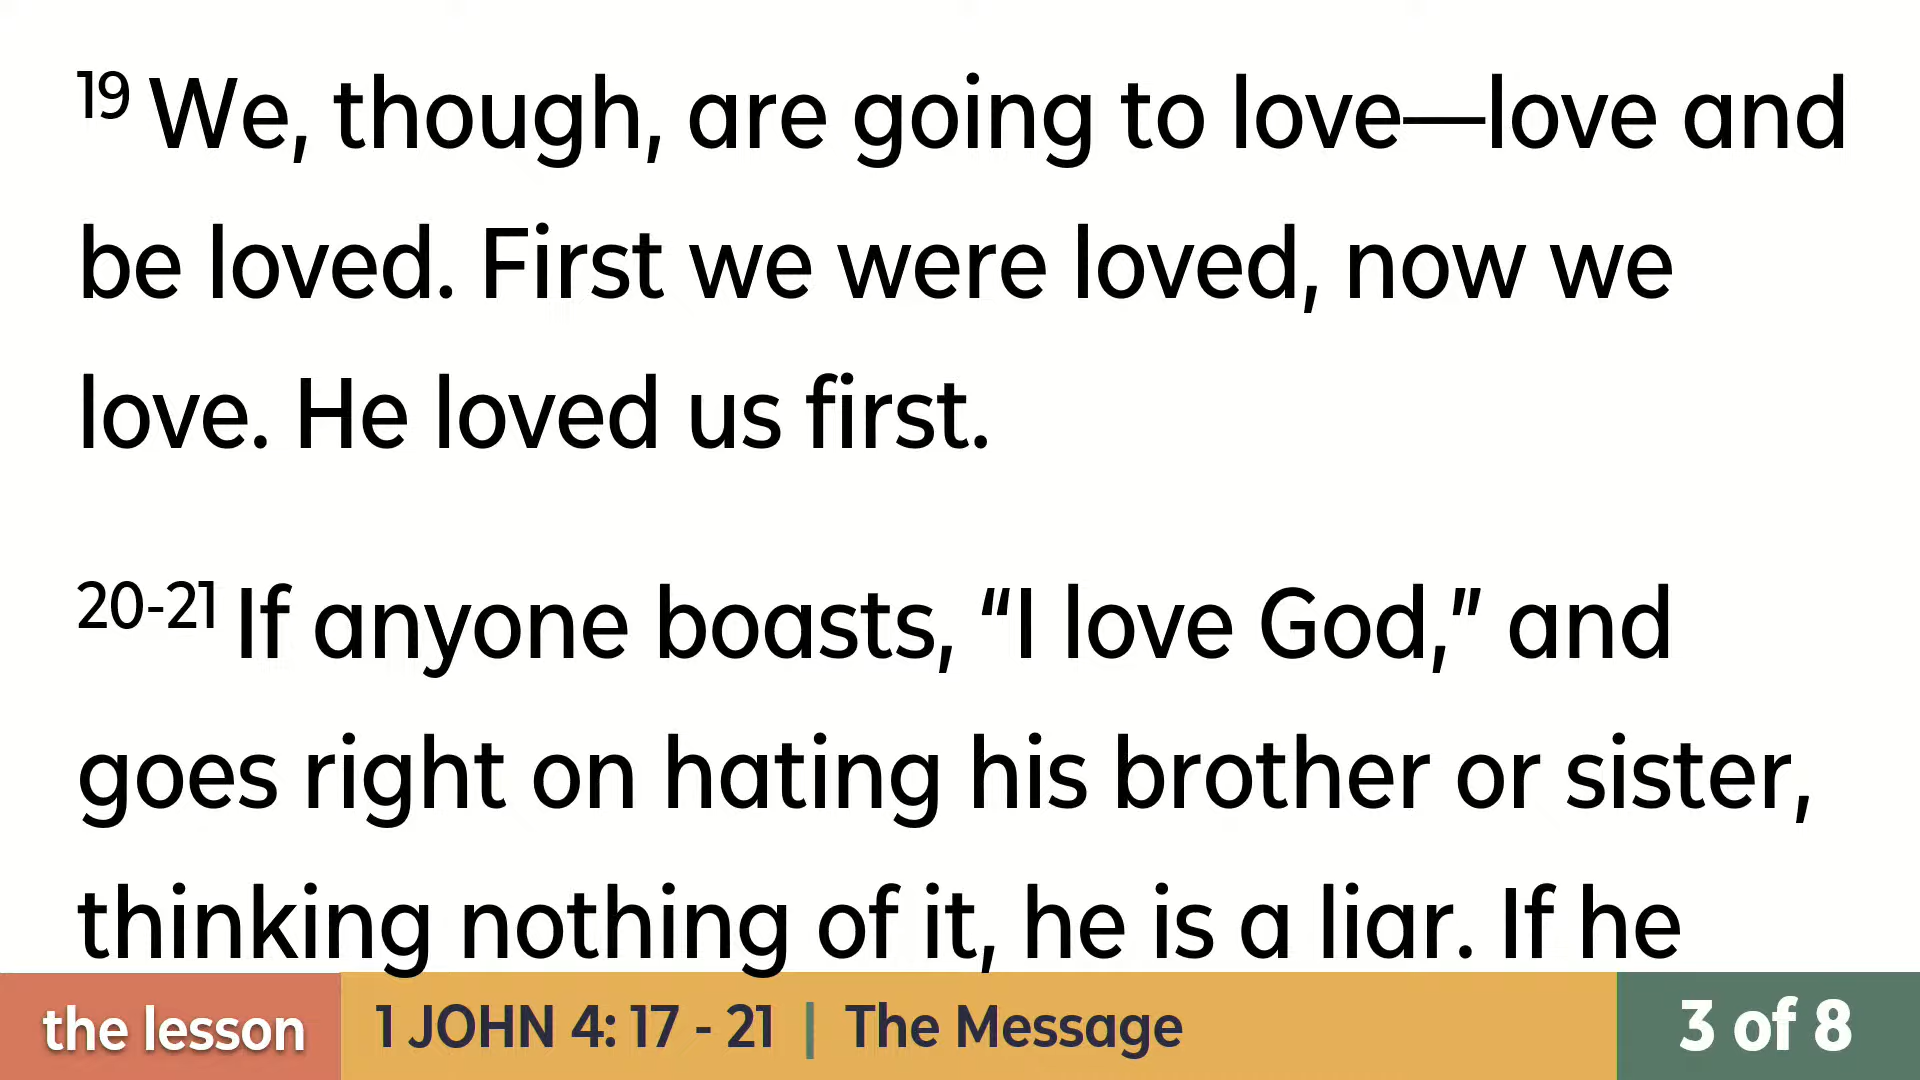 19 We, though, are going to love—love and
be loved. First we were loved, now we
love. He loved us first.
20-21 If anyone boasts, “I love God,” and
goes right on hating his brother or sister,
thinking nothing of it, he is a liar. If he
the lesson
1 JOHN 4: 17 - 21 | The Message
3 of 8